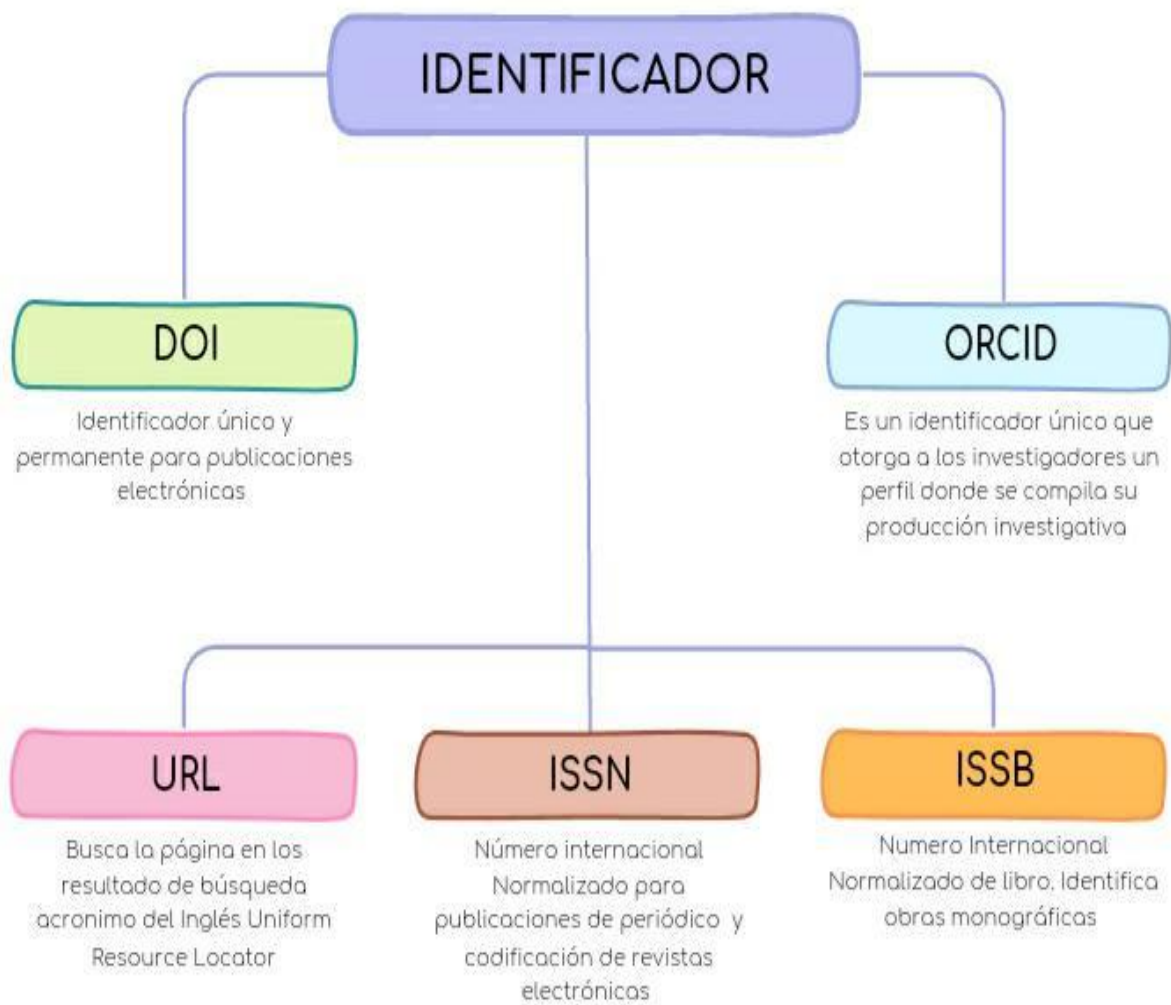 IDENTIFICADOR
DOI
Identificador único y
permanente para publicaciones
electrónicas
ORCID
Es un identificador único que
otorga a los investigadores un
perfil donde se compila su
producción investigativa
URL
Busca la página en los
resultado de búsqueda
acronimo del Inglés Uniform
Resource Locator
ISSN
Número internacional
Normalizado para
publicaciones de periódico y
codificación de revistas
electrónicas
ISSB
Numero Internacional
Normalizado de libro. Identifica
obras monográficas